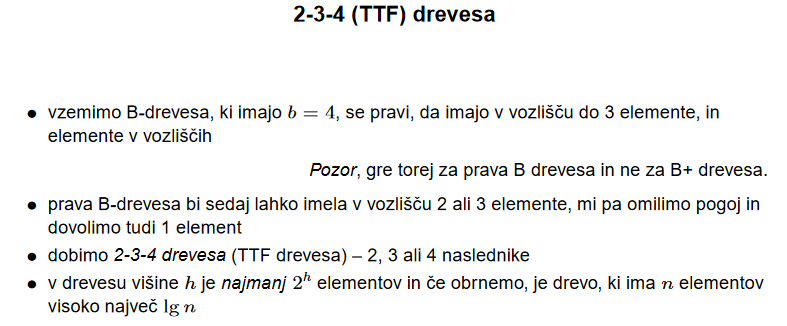 2-3-4 (TTF) drevesa
• vzemimo B-drevesa, ki imajo b = 4, se pravi, da imajo v vozlišču do 3 elemente, in
elemente v vozliščih
Pozor, gre torej za prava B drevesa in ne za B+ drevesa.
• prava B-drevesa bi sedaj lahko imela v vozlišču 2 ali 3 elemente, mi pa omilimo pogoj in
dovolimo tudi 1 element
• dobimo 2-3-4 drevesa (TTF drevesa) – 2, 3 ali 4 naslednike
• v drevesu višine h je najmanj 2^h elementov in če obrnemo, je drevo, ki ima n elementov
visoko največ lg n